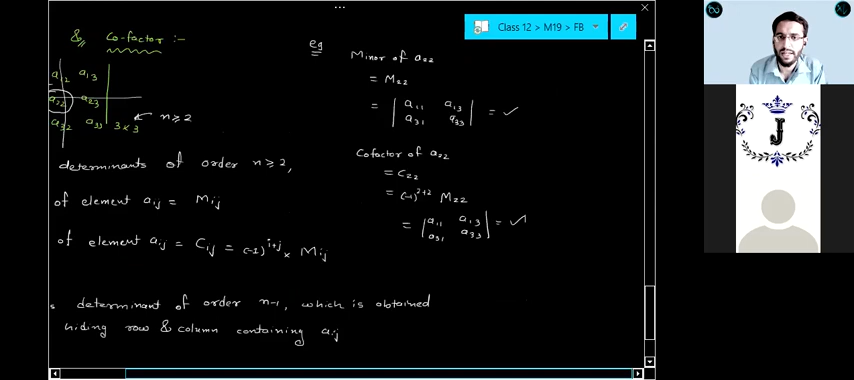 Class 12 > M19 > FB
& Co-factor :-
a12 a13
a22 a23
a32 a33 3×3
n≥2
determinants of order n≥2,
of element aij = Mij
of element aij = Cij = (-1)^i+j × Mij
s determinant of order n-1, which is obtained
hiding row & column containing aij
eg
Minor of a22
= M22
= | a11 a13 | = ✓
| a31 a33 |
Cofactor of a22
= C22
= (-1)^2+2 M22
= | a11 a13 | = ✓
| a31 a33 |
J